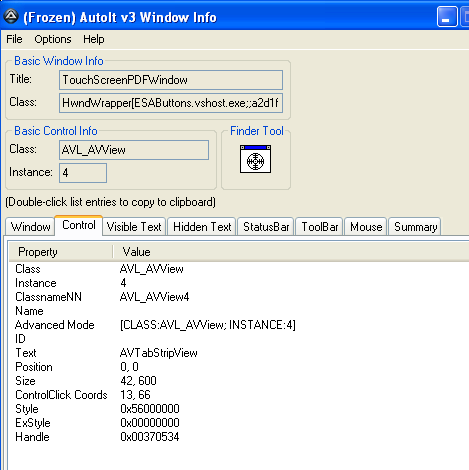 (Frozen) AutoIt v3 Window Info
File Options Help
Basic Window Info
Title: TouchScreenPDFWindow
Class: HwndWrapper[ESAButtons.vshost.exe;;a2d1f
Basic Control Info
Finder Tool
Class: AVL_AVView
Instance: 4
(Double-click list entries to copy to clipboard)
Window Control Visible Text Hidden Text StatusBar ToolBar Mouse Summary
Property Value
Class AVL_AVView
Instance 4
ClassnameNN AVL_AVView4
Name
Advanced Mode [CLASS:AVL_AVView; INSTANCE:4]
ID
Text AVTabStripView
Position 0, 0
Size 42, 600
ControlClick Coords 13, 66
Style 0x56000000
ExStyle 0x00000000
Handle 0x00370534